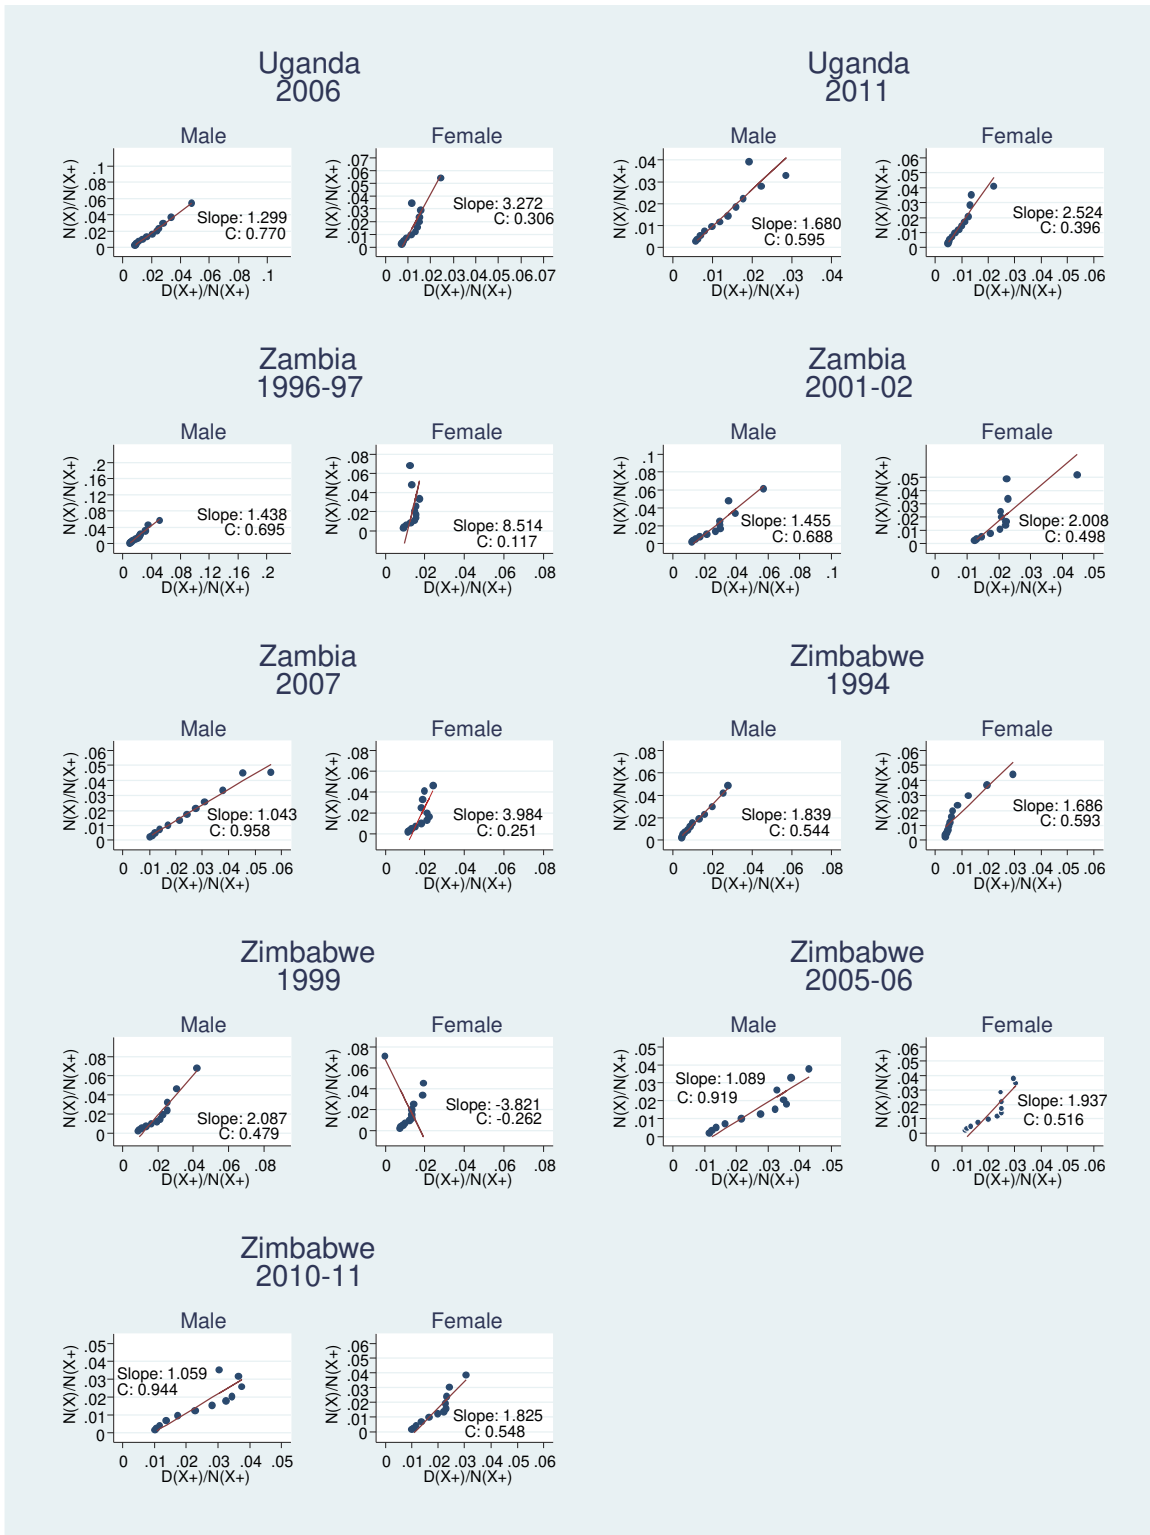 Uganda
2006
Male
N(X)/N(X+)
.1
.08
.06
.04
.02
0
Slope: 1.299
C: 0.770
0 .02 .04 .06 .08 .1
D(X+)/N(X+)
Female
N(X)/N(X+)
.07
.06
.05
.04
.03
.02
.01
0
Slope: 3.272
C: 0.306
0 .01 .02 .03 .04 .05 .06 .07
D(X+)/N(X+)
Uganda
2011
Male
N(X)/N(X+)
.04
.03
.02
.01
0
Slope: 1.680
C: 0.595
0 .01 .02 .03 .04
D(X+)/N(X+)
Female
N(X)/N(X+)
.06
.05
.04
.03
.02
.01
0
Slope: 2.524
C: 0.396
0 .01 .02 .03 .04 .05 .06
D(X+)/N(X+)
Zambia
1996-97
Male
N(X)/N(X+)
.2
.16
.12
.08
.04
0
Slope: 1.438
C: 0.695
0 .04 .08 .12 .16 .2
D(X+)/N(X+)
Female
N(X)/N(X+)
.08
.06
.04
.02
0
Slope: 8.514
C: 0.117
0 .02 .04 .06 .08
D(X+)/N(X+)
Zambia
2001-02
Male
N(X)/N(X+)
.1
.08
.06
.04
.02
0
Slope: 1.455
C: 0.688
0 .02 .04 .06 .08 .1
D(X+)/N(X+)
Female
N(X)/N(X+)
.05
.04
.03
.02
.01
0
Slope: 2.008
C: 0.498
0 .01 .02 .03 .04 .05
D(X+)/N(X+)
Zambia
2007
Male
N(X)/N(X+)
.06
.05
.04
.03
.02
.01
0
Slope: 1.043
C: 0.958
0 .01 .02 .03 .04 .05 .06
D(X+)/N(X+)
Female
N(X)/N(X+)
.08
.06
.04
.02
0
Slope: 3.984
C: 0.251
0 .02 .04 .06 .08
D(X+)/N(X+)
Zimbabwe
1994
Male
N(X)/N(X+)
.08
.06
.04
.02
0
Slope: 1.839
C: 0.544
0 .02 .04 .06 .08
D(X+)/N(X+)
Female
N(X)/N(X+)
.06
.05
.04
.03
.02
.01
0
Slope: 1.686
C: 0.593
0 .01 .02 .03 .04 .05 .06
D(X+)/N(X+)
Zimbabwe
1999
Male
N(X)/N(X+)
.08
.06
.04
.02
0
Slope: 2.087
C: 0.479
0 .02 .04 .06 .08
D(X+)/N(X+)
Female
N(X)/N(X+)
.08
.06
.04
.02
0
Slope: -3.821
C: -0.262
0 .02 .04 .06 .08
D(X+)/N(X+)
Zimbabwe
2005-06
Male
N(X)/N(X+)
.05
.04
.03
.02
.01
0
Slope: 1.089
C: 0.919
0 .01 .02 .03 .04 .05
D(X+)/N(X+)
Female
N(X)/N(X+)
.06
.05
.04
.03
.02
.01
0
Slope: 1.937
C: 0.516
0 .01 .02 .03 .04 .05 .06
D(X+)/N(X+)
Zimbabwe
2010-11
Male
N(X)/N(X+)
.05
.04
.03
.02
.01
0
Slope: 1.059
C: 0.944
0 .01 .02 .03 .04 .05
D(X+)/N(X+)
Female
N(X)/N(X+)
.06
.05
.04
.03
.02
.01
0
Slope: 1.825
C: 0.548
0 .01 .02 .03 .04 .05 .06
D(X+)/N(X+)